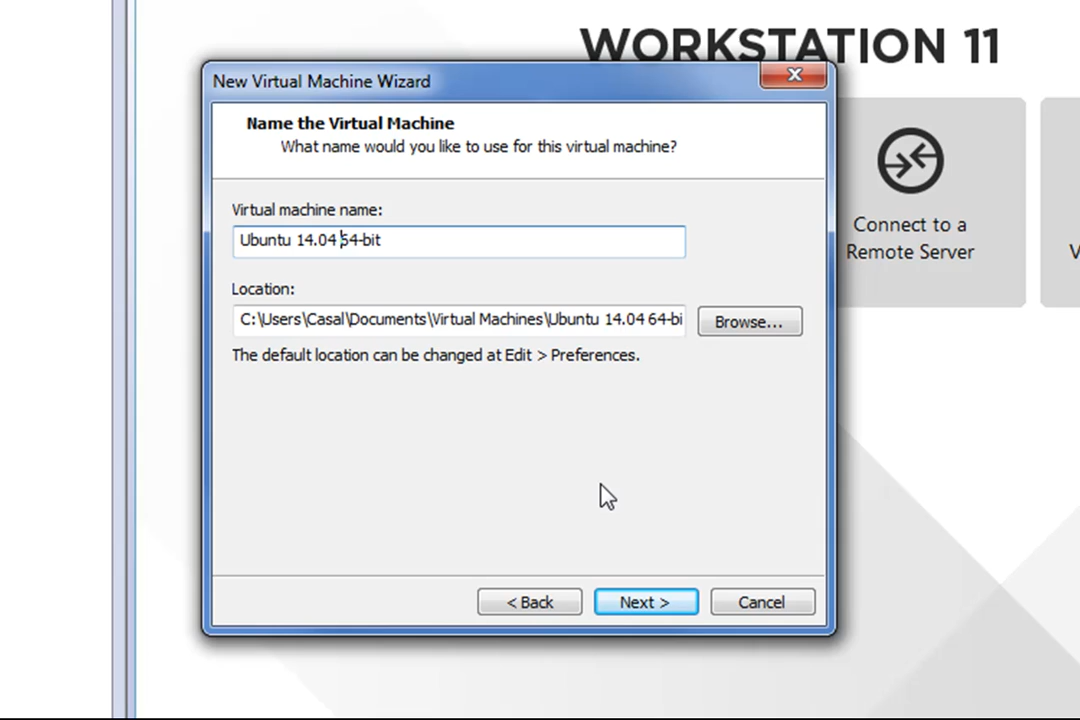 WORKSTATION 11
New Virtual Machine Wizard
Name the Virtual Machine
What name would you like to use for this virtual machine?
Virtual machine name:
Ubuntu 14.04 64-bit
Location:
C:\Users\Casal\Documents\Virtual Machines\Ubuntu 14.04 64-bi
Browse...
The default location can be changed at Edit > Preferences.
< Back
Next >
Cancel
Connect to a
Remote Server
V